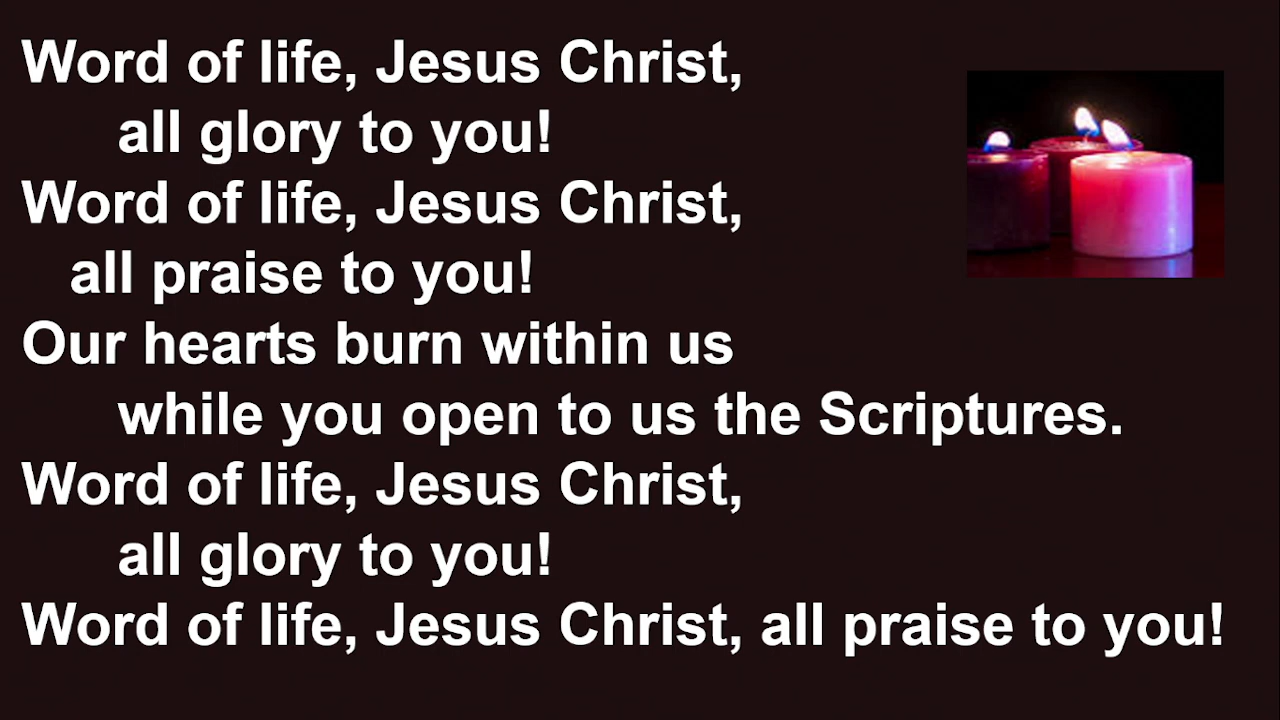 Word of life, Jesus Christ,
all glory to you!
Word of life, Jesus Christ,
all praise to you!
Our hearts burn within us
while you open to us the Scriptures.
Word of life, Jesus Christ,
all glory to you!
Word of life, Jesus Christ, all praise to you!